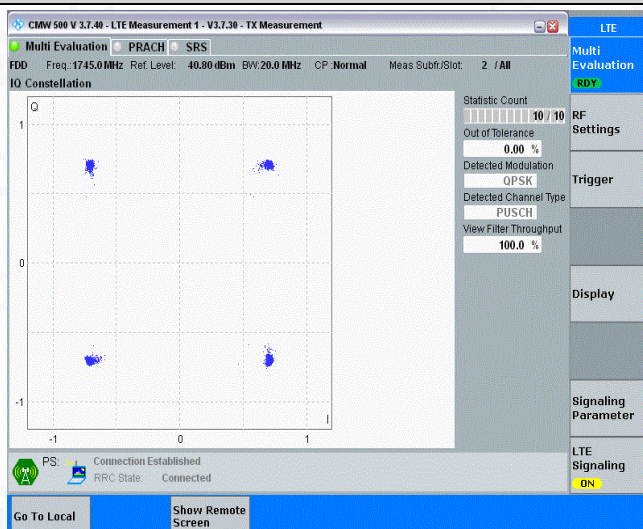 CMW 500 V 3.7.40 - LTE Measurement 1 - V3.7.30 - TX Measurement
LTE
Multi Evaluation PRACH SRS
Multi
Evaluation
RDY
FDD Freq.:1745.0 MHz Ref. Level: 40.80 dBm BW:20.0 MHz CP :Normal Meas Subfr./Slot: 2 / All
IQ Constellation
Q
1
0
-1
-1 0 1
I
Statistic Count
10 / 10
Out of Tolerance
0.00 %
Detected Modulation
QPSK
Detected Channel Type
PUSCH
View Filter Throughput
100.0 %
RF
Settings
Trigger
Display
Signaling
Parameter
LTE
Signaling
ON
PS: Connection Established
RRC State: Connected
Go To Local
Show Remote
Screen